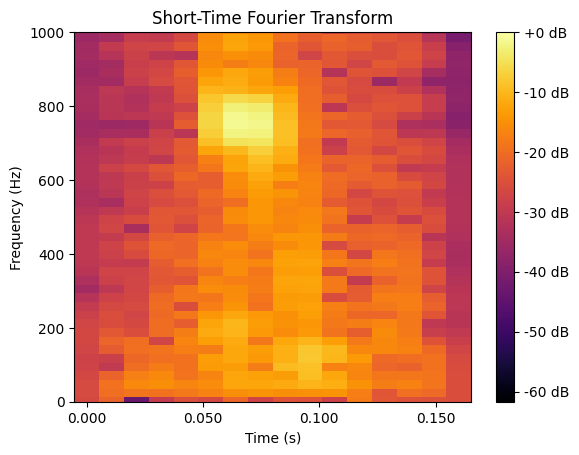 Short-Time Fourier Transform
1000
800
600
400
200
0
Frequency (Hz)
0.000
0.050
0.100
0.150
Time (s)
+0 dB
-10 dB
-20 dB
-30 dB
-40 dB
-50 dB
-60 dB